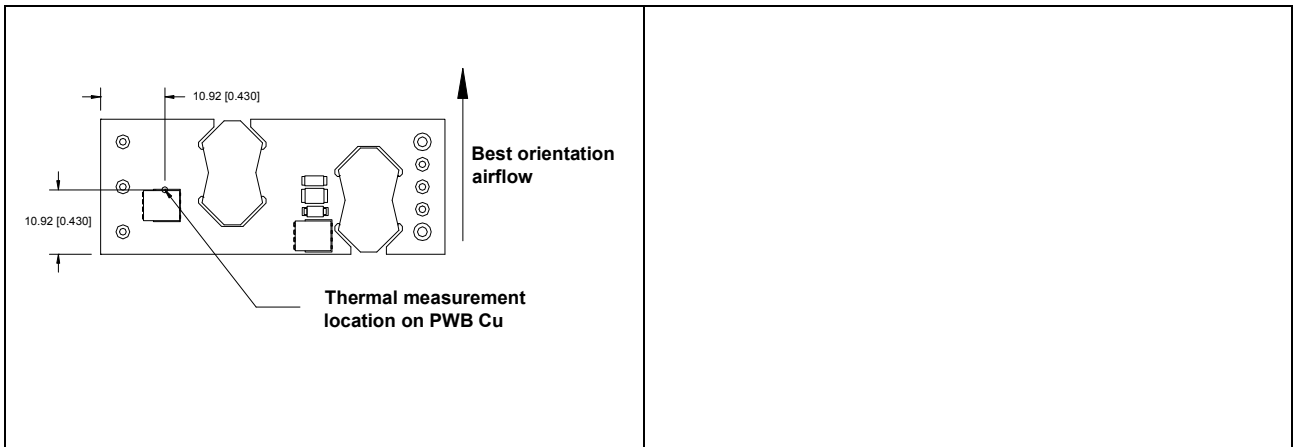 10.92 [0.430]
Best orientation
airflow
10.92 [0.430]
Thermal measurement
location on PWB Cu